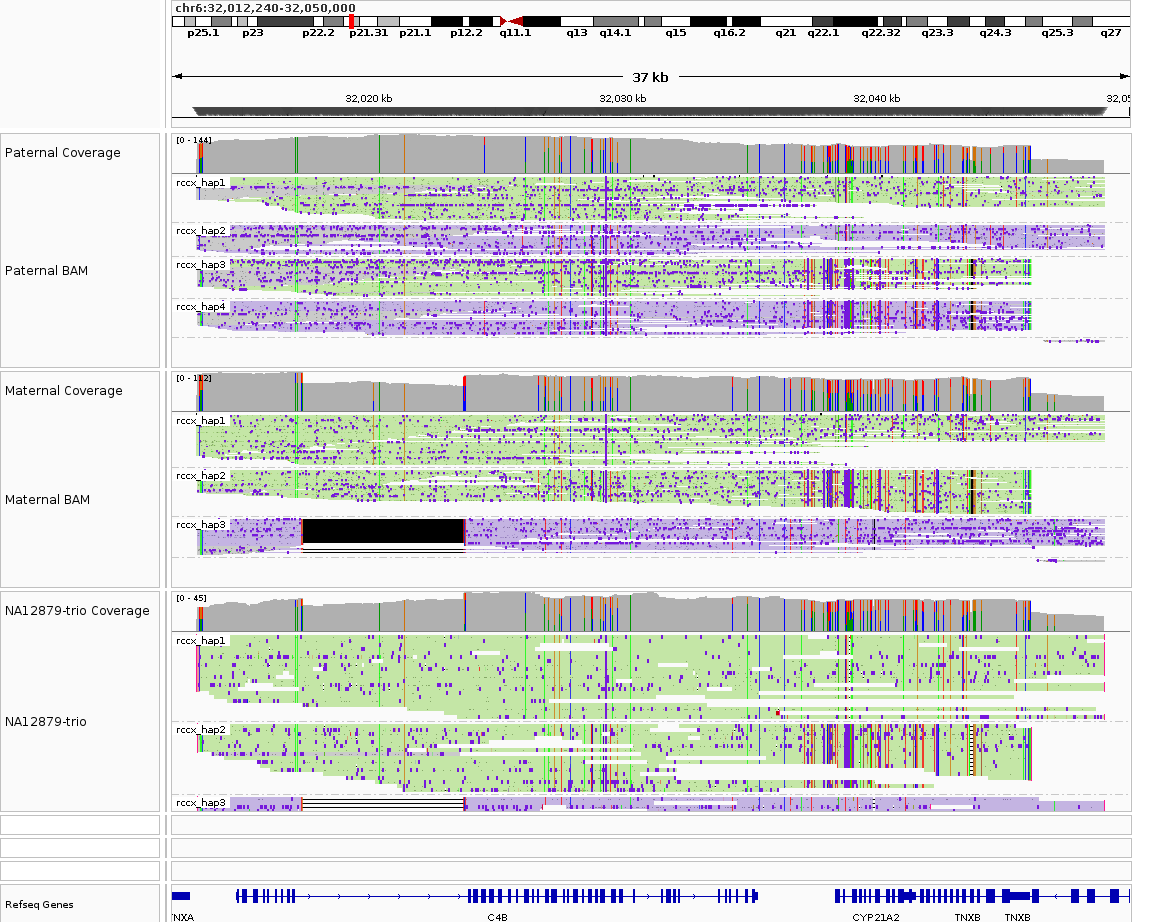 chr6:32,012,240-32,050,000
p25.1 p23 p22.2 p21.31 p21.1 p12.2 q11.1 q13 q14.1 q15 q16.2 q21 q22.1 q22.32 q23.3 q24.3 q25.3 q27
37 kb
32,020 kb 32,030 kb 32,040 kb 32,05
Paternal Coverage
[0 - 144]
rccx_hap1
rccx_hap2
Paternal BAM
rccx_hap3
rccx_hap4
Maternal Coverage
[0 - 112]
rccx_hap1
rccx_hap2
Maternal BAM
rccx_hap3
NA12879-trio Coverage
[0 - 45]
rccx_hap1
NA12879-trio
rccx_hap2
rccx_hap3
Refseq Genes
NXA C4B CYP21A2 TNXB TNXB